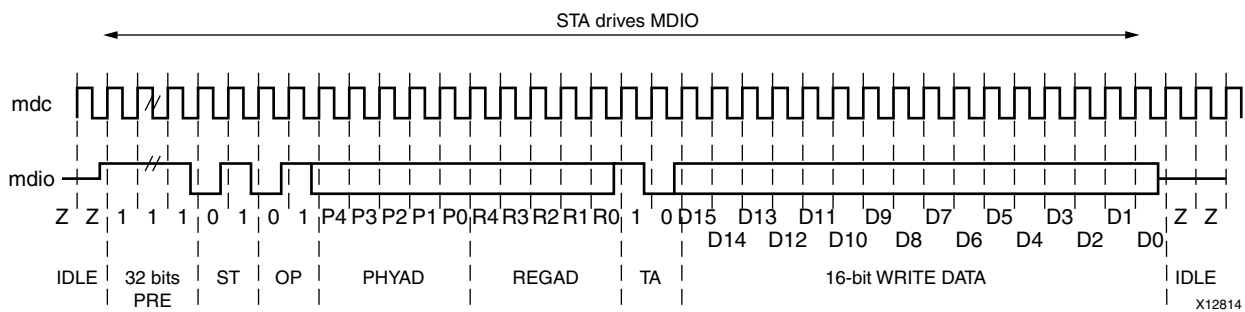 STA drives MDIO
mdc
mdio
Z Z 1 1 1 0 1 0 1 P4 P3 P2 P1 P0 R4 R3 R2 R1 R0 1 0 D15 D13 D11 D9 D7 D5 D3 D1 Z Z
D14 D12 D10 D8 D6 D4 D2 D0
IDLE 32 bits ST OP PHYAD REGAD TA 16-bit WRITE DATA IDLE
PRE
X12814